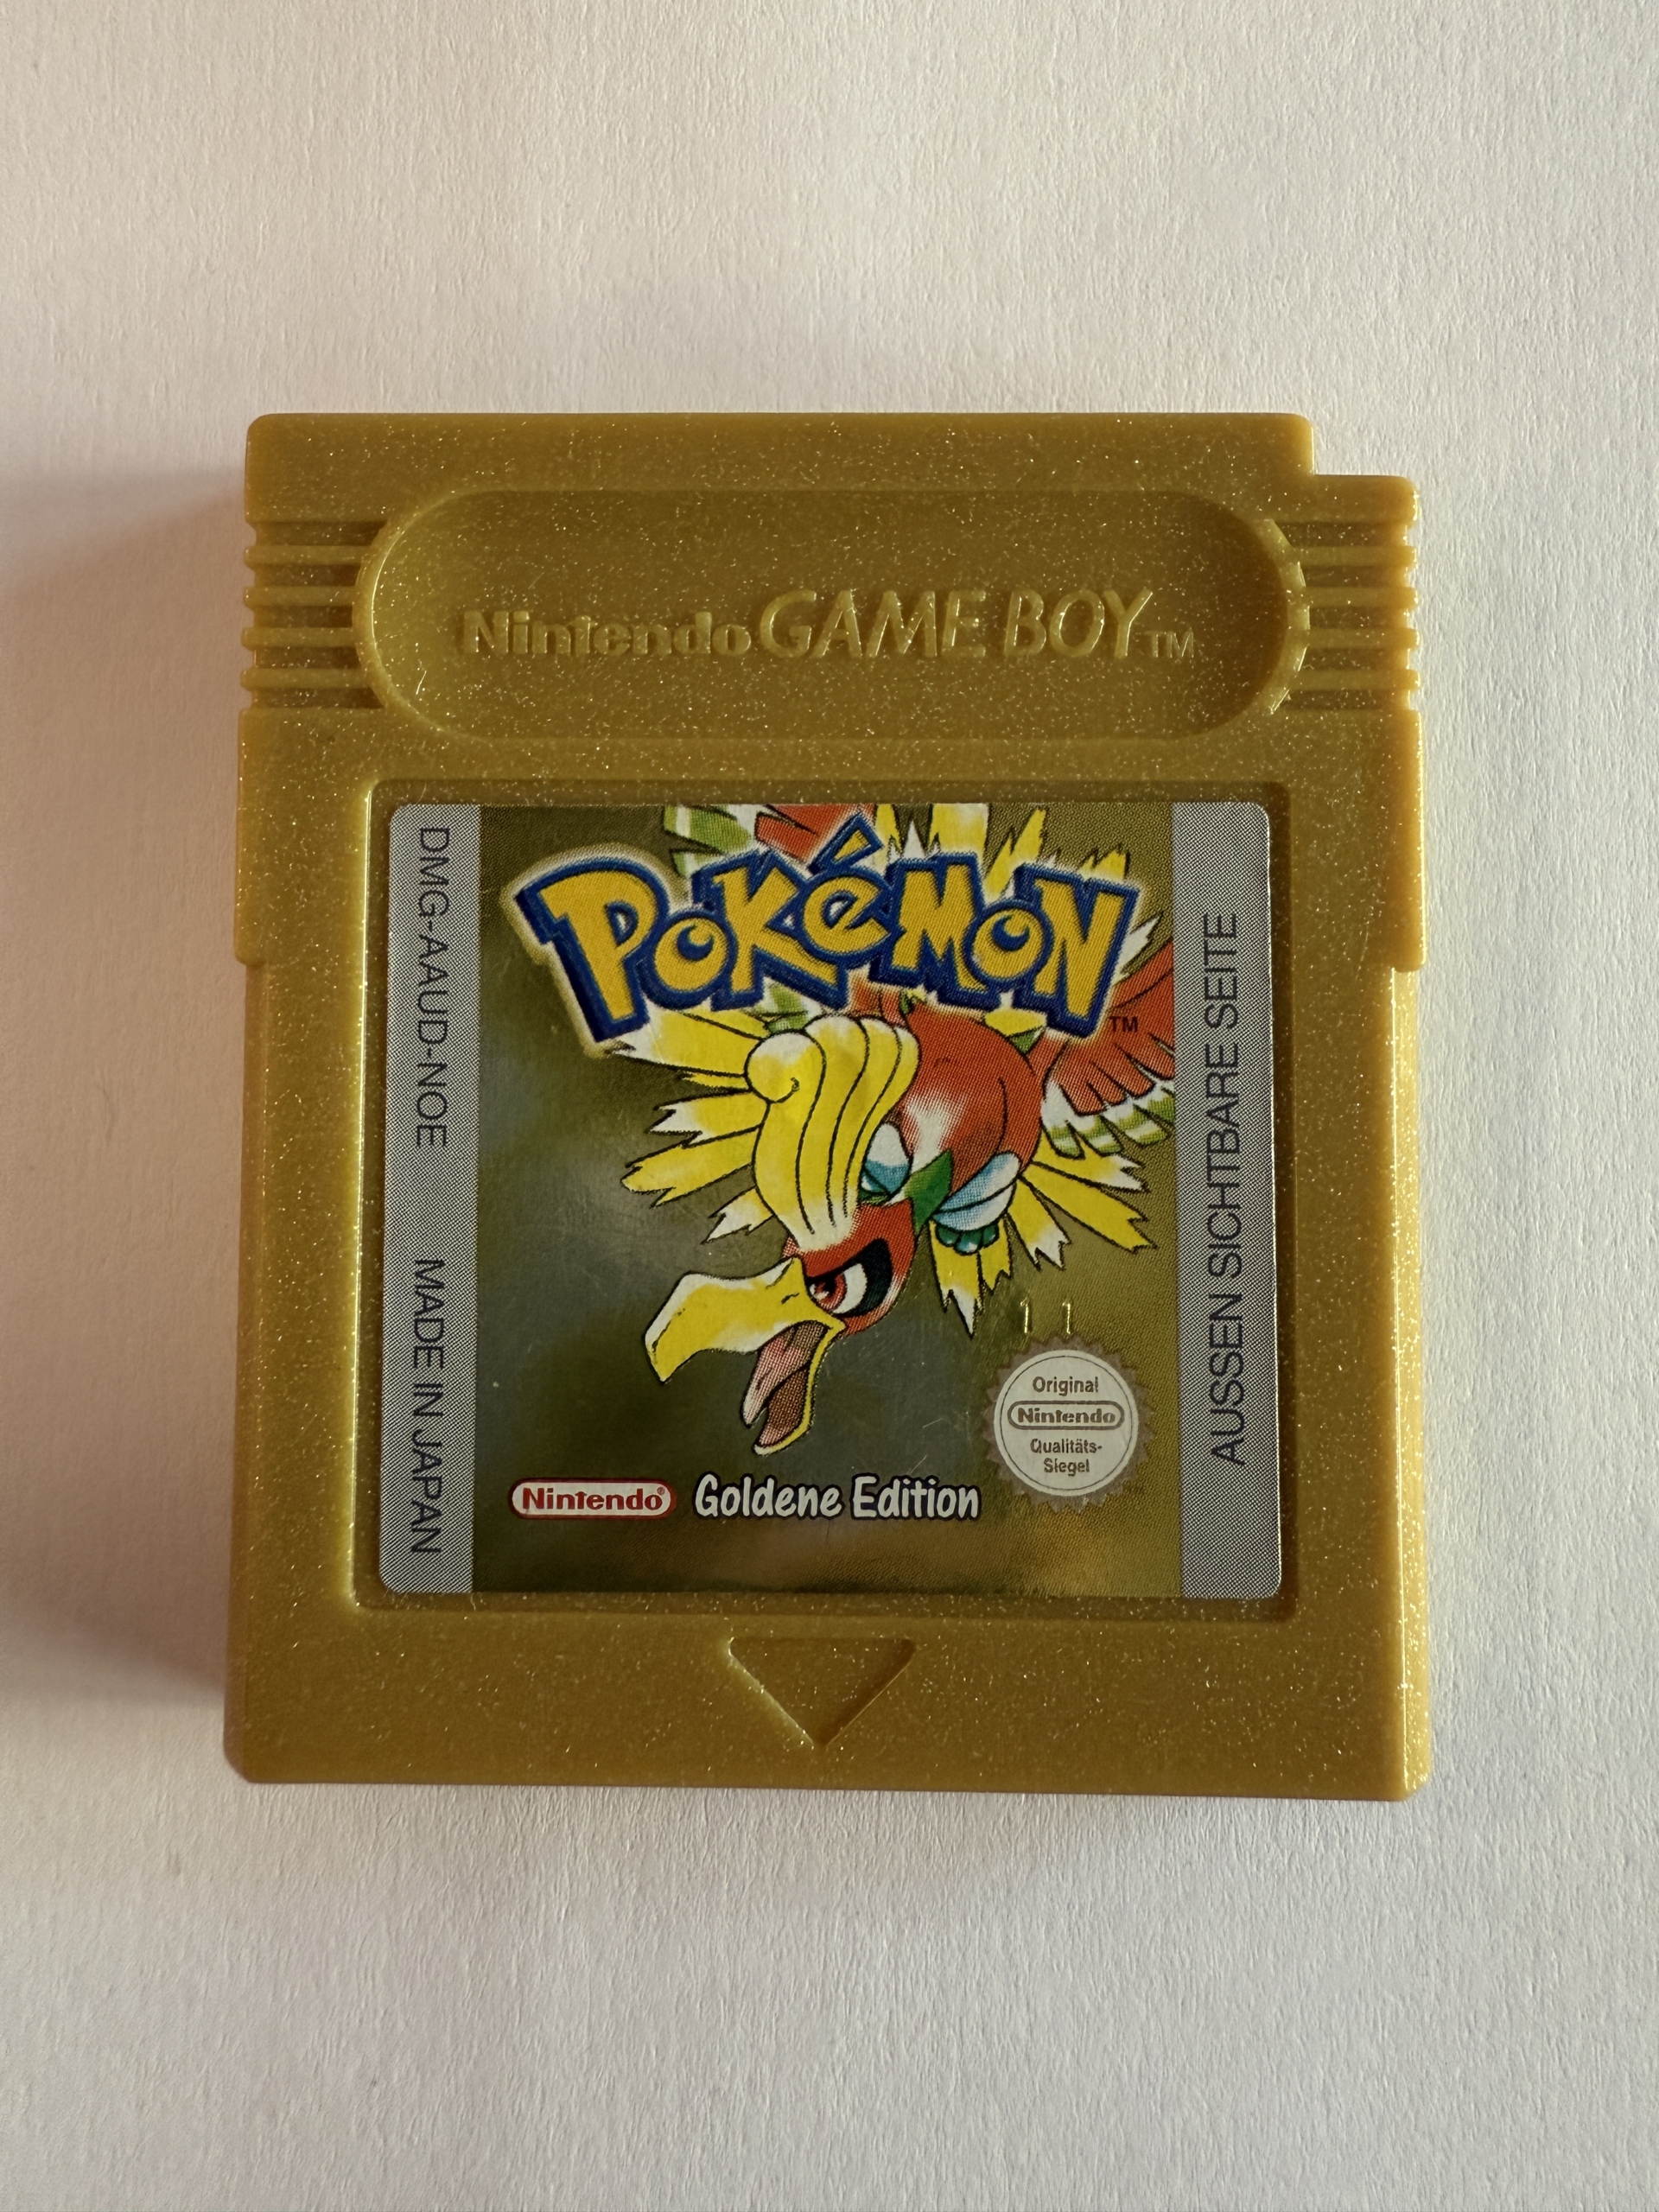 Nintendo GAME BOY TM
DMG-AAUD-NOE MADE IN JAPAN
POKéMON
TM
11
Original
Nintendo
Qualitäts-
Siegel
Nintendo® Goldene Edition
AUSSEN SICHTBARE SEITE